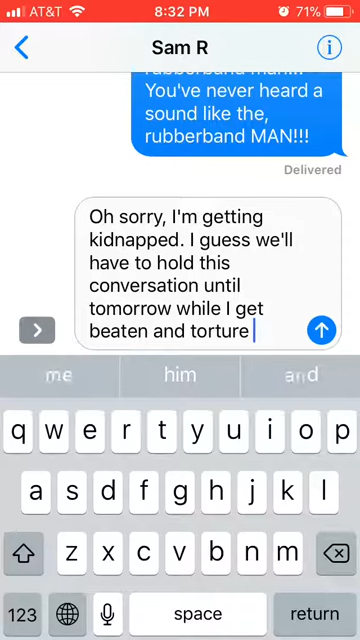 AT&T 8:32 PM 71%
Sam R
rubberband man...
You've never heard a
sound like the,
rubberband MAN!!!
Delivered
Oh sorry, I'm getting
kidnapped. I guess we'll
have to hold this
conversation until
tomorrow while I get
beaten and torture
me him and
q w e r t y u i o p
a s d f g h j k l
z x c v b n m
123 space return